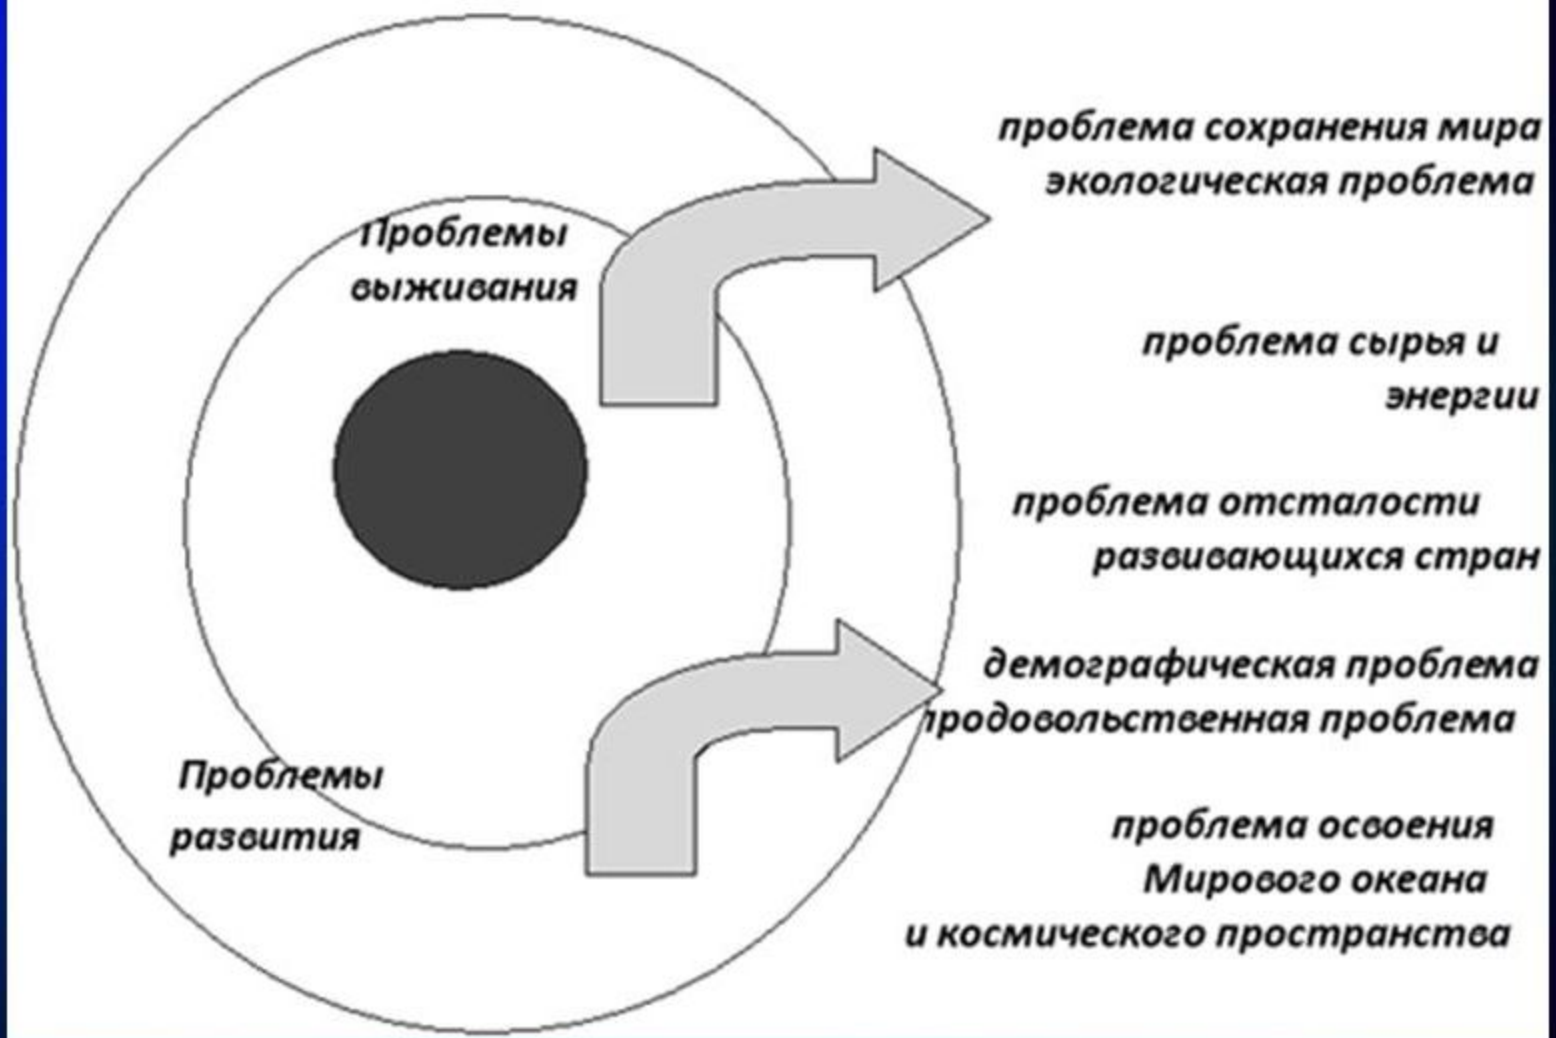 Проблемы
выживания
Проблемы
развития
проблема сохранения мира
экологическая проблема
проблема сырья и
энергии
проблема отсталости
развивающихся стран
демографическая проблема
продовольственная проблема
проблема освоения
Мирового океана
и космического пространства